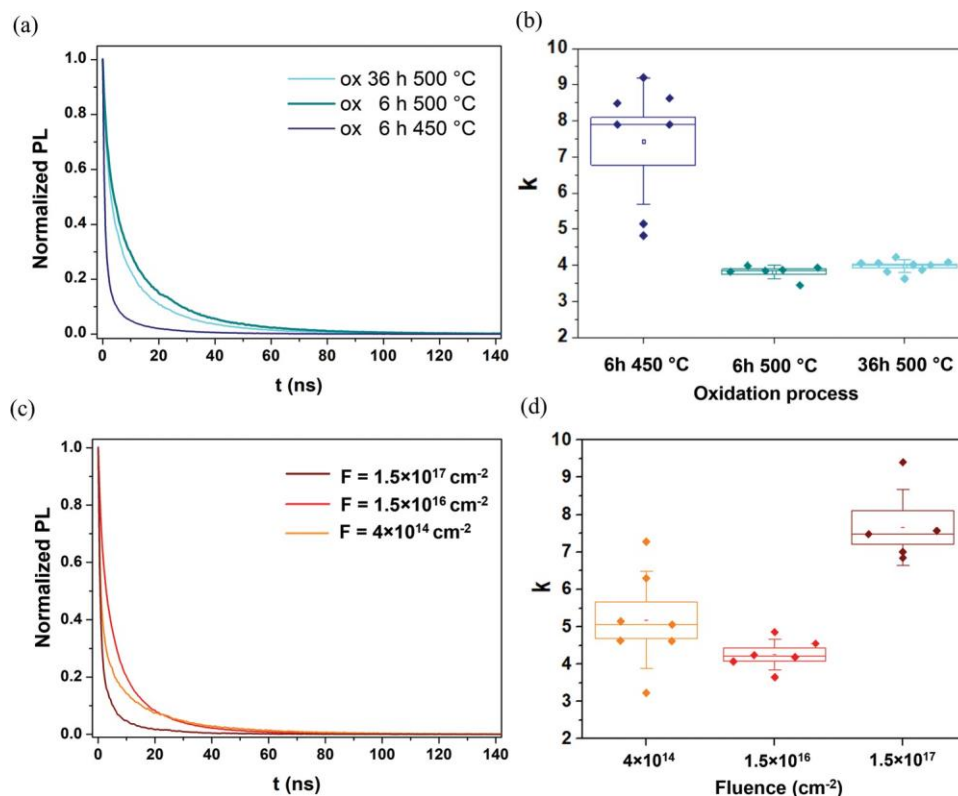 (a)
Normalized PL
1.0
0.8
0.6
0.4
0.2
0.0
ox 36 h 500 °C
ox 6 h 500 °C
ox 6 h 450 °C
0 20 40 60 80 100 120 140
t (ns)
(b)
k
10
9
8
7
6
5
4
3
2
6h 450 °C 6h 500 °C 36h 500 °C
Oxidation process
(c)
Normalized PL
1.0
0.8
0.6
0.4
0.2
0.0
F = 1.5×10¹⁷ cm⁻²
F = 1.5×10¹⁶ cm⁻²
F = 4×10¹⁴ cm⁻²
0 20 40 60 80 100 120 140
t (ns)
(d)
k
10
9
8
7
6
5
4
3
2
4×10¹⁴ 1.5×10¹⁶ 1.5×10¹⁷
Fluence (cm⁻²)